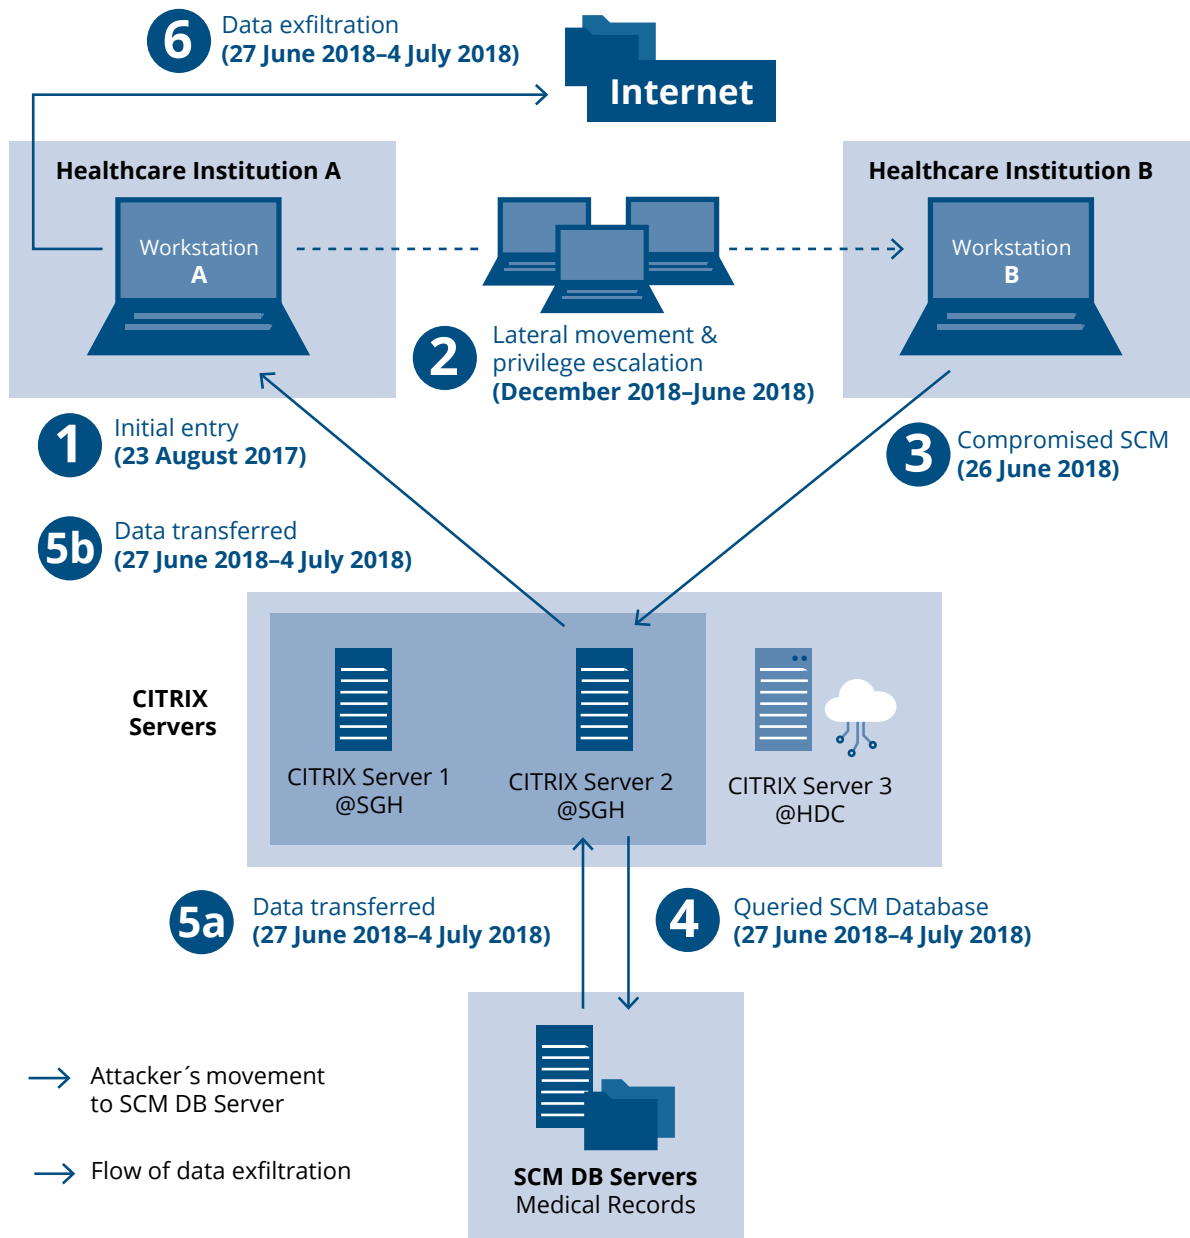 6
Data exfiltration
(27 June 2018–4 July 2018)
Internet
Healthcare Institution A
Workstation
A
Healthcare Institution B
Workstation
B
2
Lateral movement &
privilege escalation
(December 2018–June 2018)
1
Initial entry
(23 August 2017)
3
Compromised SCM
(26 June 2018)
5b
Data transferred
(27 June 2018–4 July 2018)
CITRIX
Servers
CITRIX Server 1
@SGH
CITRIX Server 2
@SGH
CITRIX Server 3
@HDC
5a
Data transferred
(27 June 2018–4 July 2018)
4
Queried SCM Database
(27 June 2018–4 July 2018)
Attacker´s movement
to SCM DB Server
Flow of data exfiltration
SCM DB Servers
Medical Records